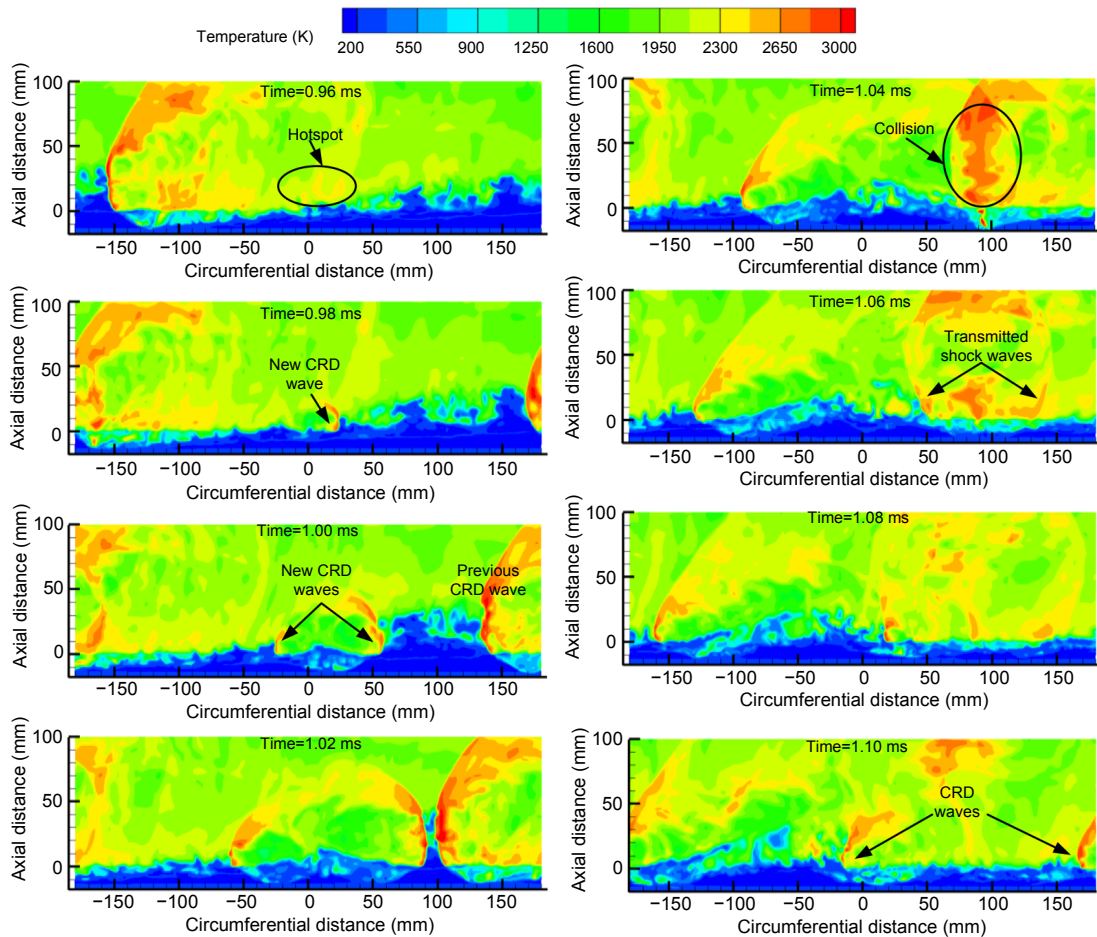 Temperature (K)
200 550 900 1250 1600 1950 2300 2650 3000
Axial distance (mm)
100
50
0
Time=0.96 ms
Hotspot
−150 −100 −50 0 50 100 150
Circumferential distance (mm)
Axial distance (mm)
100
50
0
Time=0.98 ms
New CRD
wave
−150 −100 −50 0 50 100 150
Circumferential distance (mm)
Axial distance (mm)
100
50
0
Time=1.00 ms
New CRD
waves
Previous
CRD wave
−150 −100 −50 0 50 100 150
Circumferential distance (mm)
Axial distance (mm)
100
50
0
Time=1.02 ms
−150 −100 −50 0 50 100 150
Circumferential distance (mm)
Axial distance (mm)
100
50
0
Time=1.04 ms
Collision
−150 −100 −50 0 50 100 150
Circumferential distance (mm)
Axial distance (mm)
100
50
0
Time=1.06 ms
Transmitted
shock waves
−150 −100 −50 0 50 100 150
Circumferential distance (mm)
Axial distance (mm)
100
50
0
Time=1.08 ms
−150 −100 −50 0 50 100 150
Circumferential distance (mm)
Axial distance (mm)
100
50
0
Time=1.10 ms
CRD
waves
−150 −100 −50 0 50 100 150
Circumferential distance (mm)